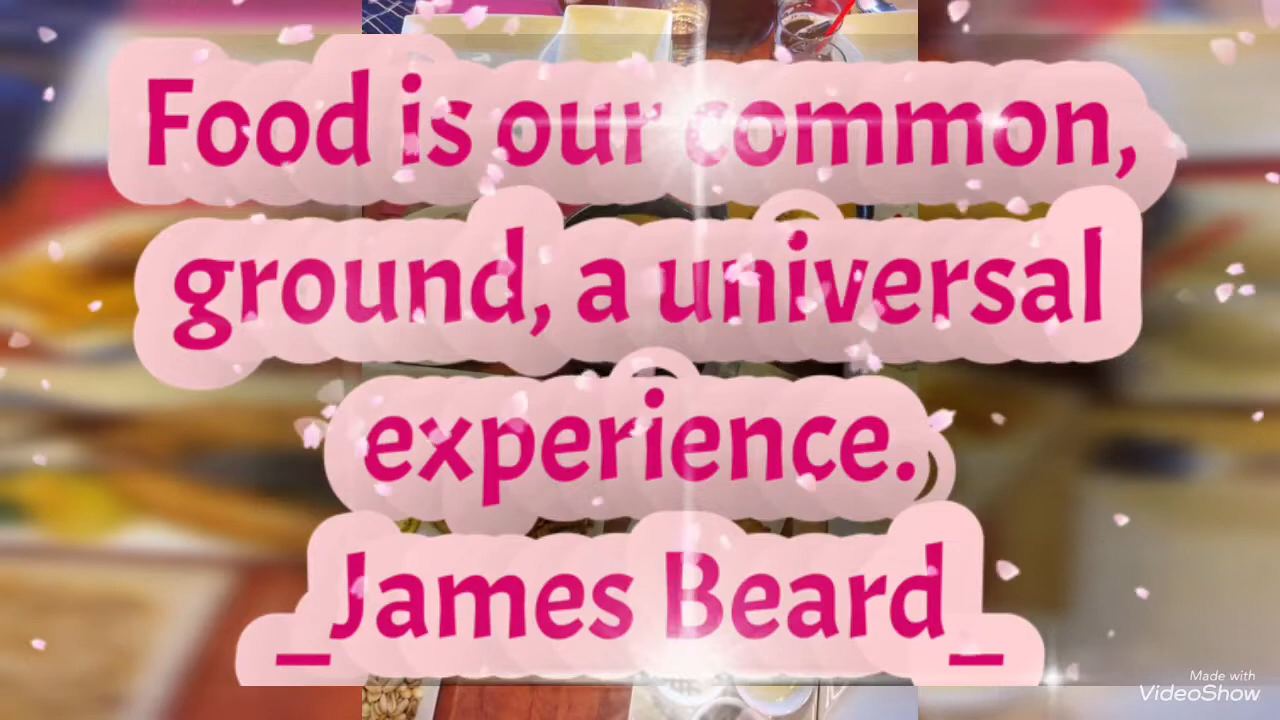 Food is our common,
ground, a universal
experience.
_James Beard_
Made with
VideoShow